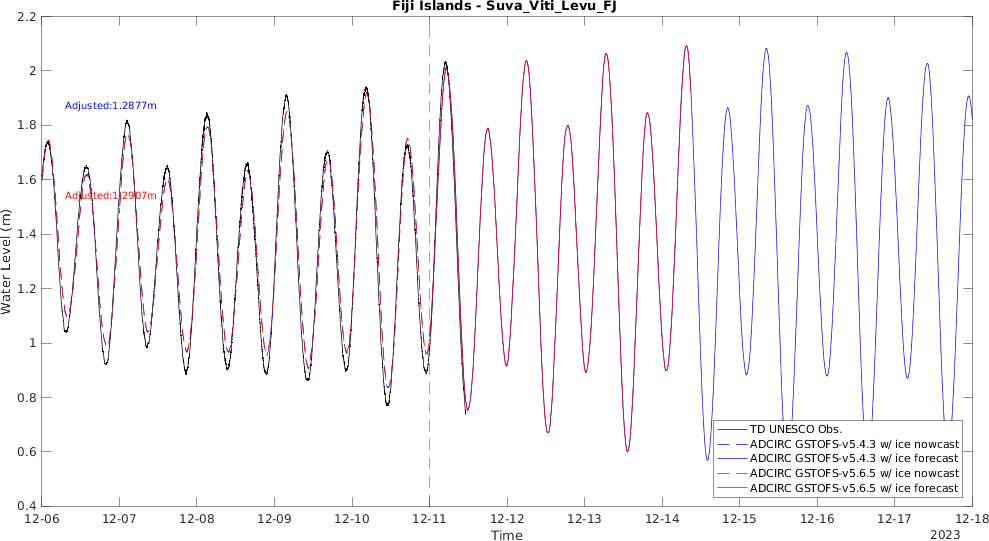 Fiji Islands - Suva_Viti_Levu_FJ
2.2
2
1.8
1.6
1.4
1.2
1
0.8
0.6
0.4
Water Level (m)
Adjusted:1.2877m
Adjusted:1.2907m
TD UNESCO Obs.
ADCIRC GSTOFS-v5.4.3 w/ ice nowcast
ADCIRC GSTOFS-v5.4.3 w/ ice forecast
ADCIRC GSTOFS-v5.6.5 w/ ice nowcast
ADCIRC GSTOFS-v5.6.5 w/ ice forecast
12-06 12-07 12-08 12-09 12-10 12-11 12-12 12-13 12-14 12-15 12-16 12-17 12-18
Time
2023